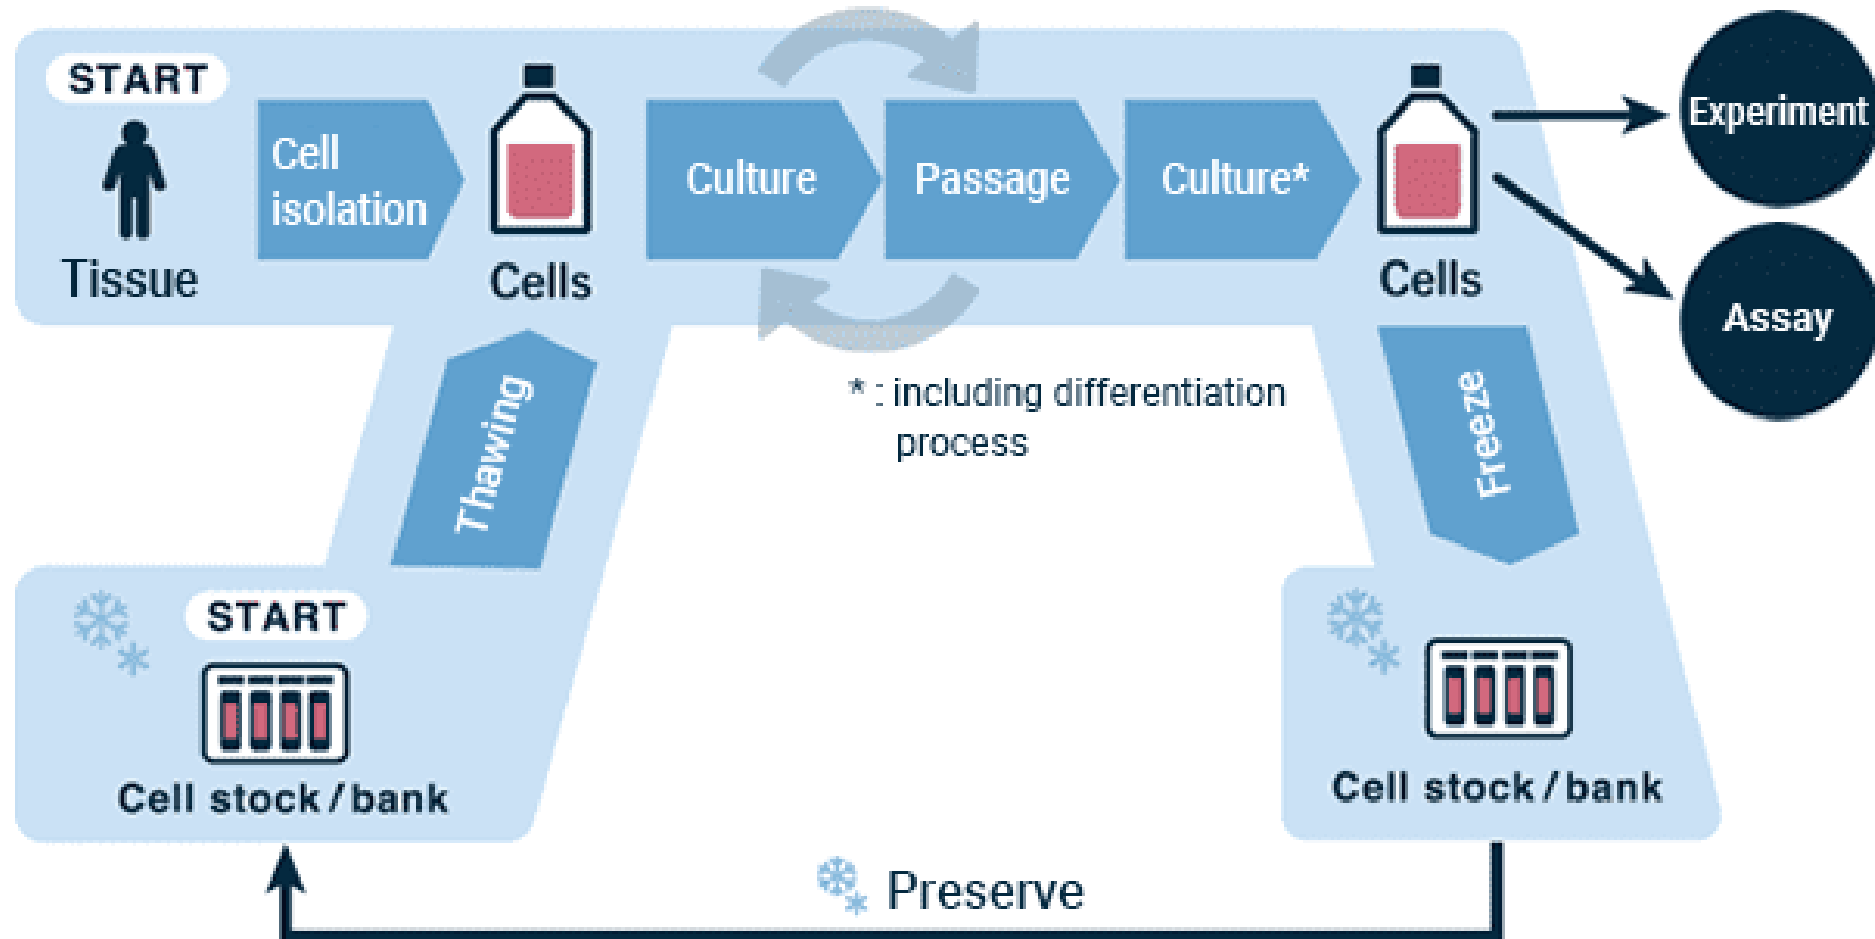 START
Tissue
Cell
isolation
Cells
Culture
Passage
Culture*
Cells
Experiment
Assay
* : including differentiation
process
Thawing
Freeze
START
Cell stock / bank
Cell stock / bank
Preserve